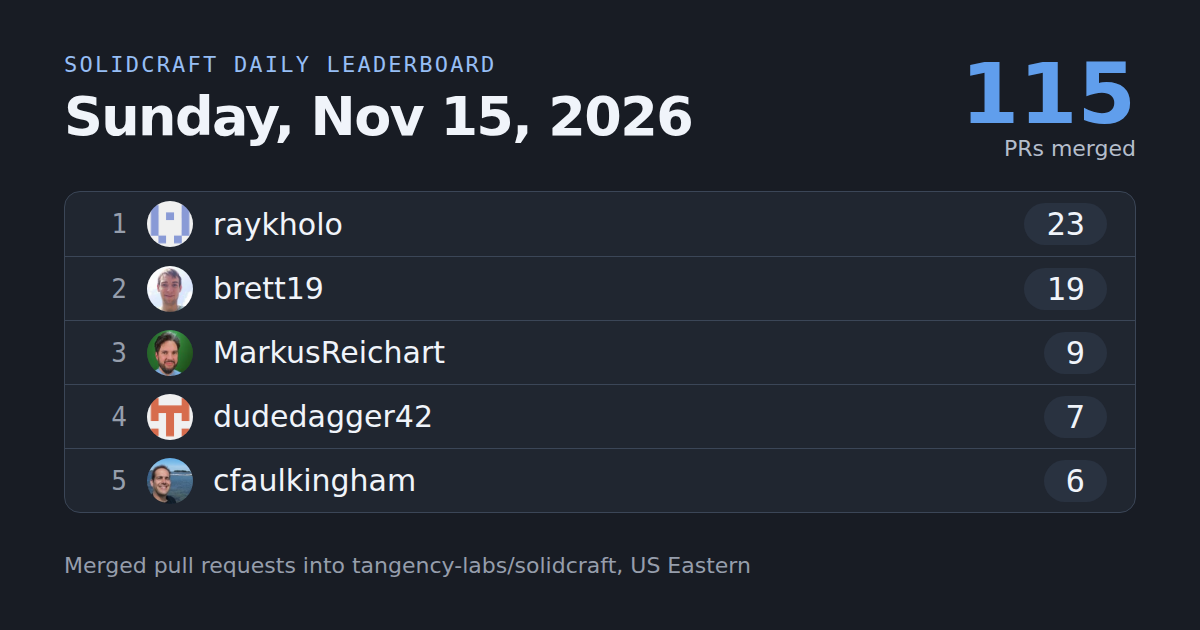 SOLIDCRAFT DAILY LEADERBOARD
Sunday, Nov 15, 2026
115
PRs merged
1 raykholo 23
2 brett19 19
3 MarkusReichart 9
4 dudedagger42 7
5 cfaulkingham 6
Merged pull requests into tangency-labs/solidcraft, US Eastern